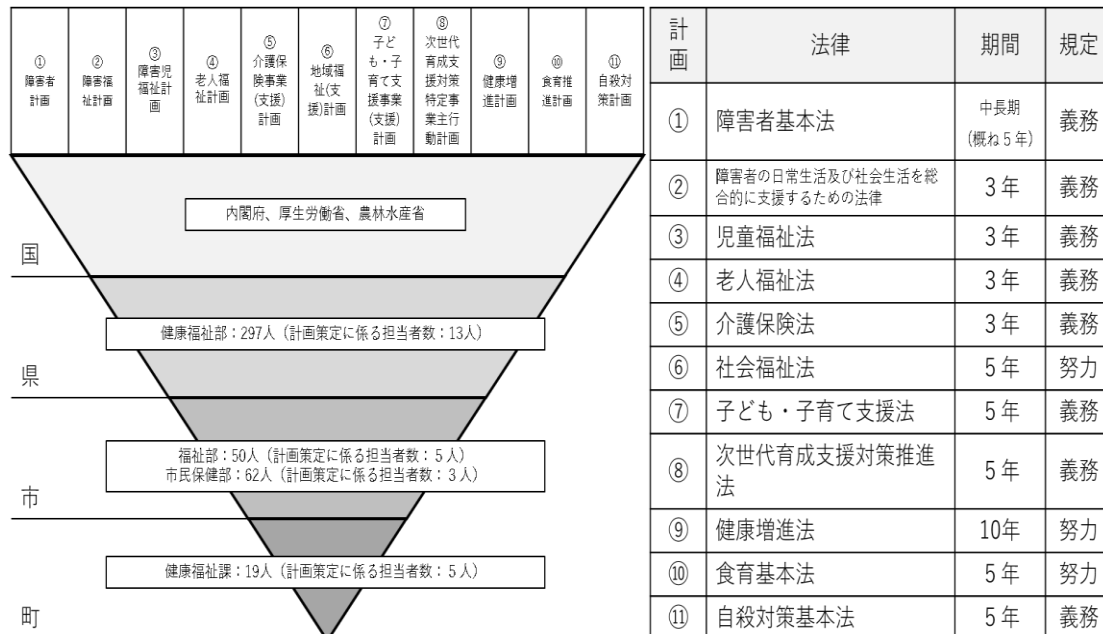 ①
障害者
計画
②
障害福
祉計画
③
障害児
福祉計
画
④
老人福
祉計画
⑤
介護保
険事業
(支援)
計画
⑥
地域福
祉(支
援)計画
⑦
子ど
も・子
育て支
援事業
(支援)
計画
⑧
次世代
育成支
援対策
特定事
業主行
動計画
⑨
健康増
進計画
⑩
食育推
進計画
⑪
自殺対
策計画
内閣府、厚生労働省、農林水産省
国
健康福祉部：297人（計画策定に係る担当者数：13人）
県
福祉部：50人（計画策定に係る担当者数：５人）
市民保健部：62人（計画策定に係る担当者数：３人）
市
健康福祉課：19人（計画策定に係る担当者数：５人）
町
計画 法律 期間 規定
① 障害者基本法 中長期 義務
(概ね５年)
② 障害者の日常生活及び社会生活を総 ３年 義務
合的に支援するための法律
③ 児童福祉法 ３年 義務
④ 老人福祉法 ３年 義務
⑤ 介護保険法 ３年 義務
⑥ 社会福祉法 ５年 努力
⑦ 子ども・子育て支援法 ５年 義務
⑧ 次世代育成支援対策推進 ５年 義務
法
⑨ 健康増進法 10年 努力
⑩ 食育基本法 ５年 努力
⑪ 自殺対策基本法 ５年 義務